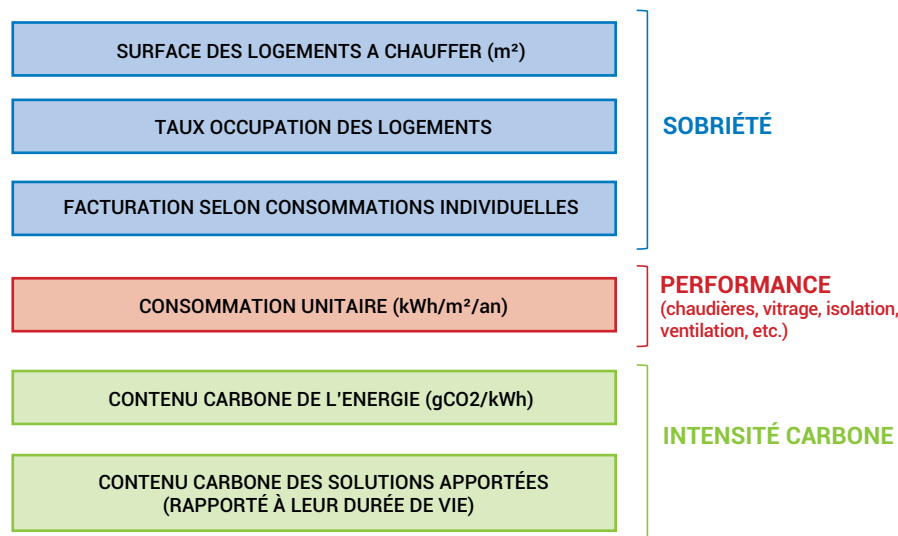 SURFACE DES LOGEMENTS A CHAUFFER (m²)
TAUX OCCUPATION DES LOGEMENTS
FACTURATION SELON CONSOMMATIONS INDIVIDUELLES
SOBRIÉTÉ
CONSOMMATION UNITAIRE (kWh/m²/an)
PERFORMANCE
(chaudières, vitrage, isolation,
ventilation, etc.)
CONTENU CARBONE DE L'ENERGIE (gCO2/kWh)
CONTENU CARBONE DES SOLUTIONS APPORTÉES
(RAPPORTÉ À LEUR DURÉE DE VIE)
INTENSITÉ CARBONE